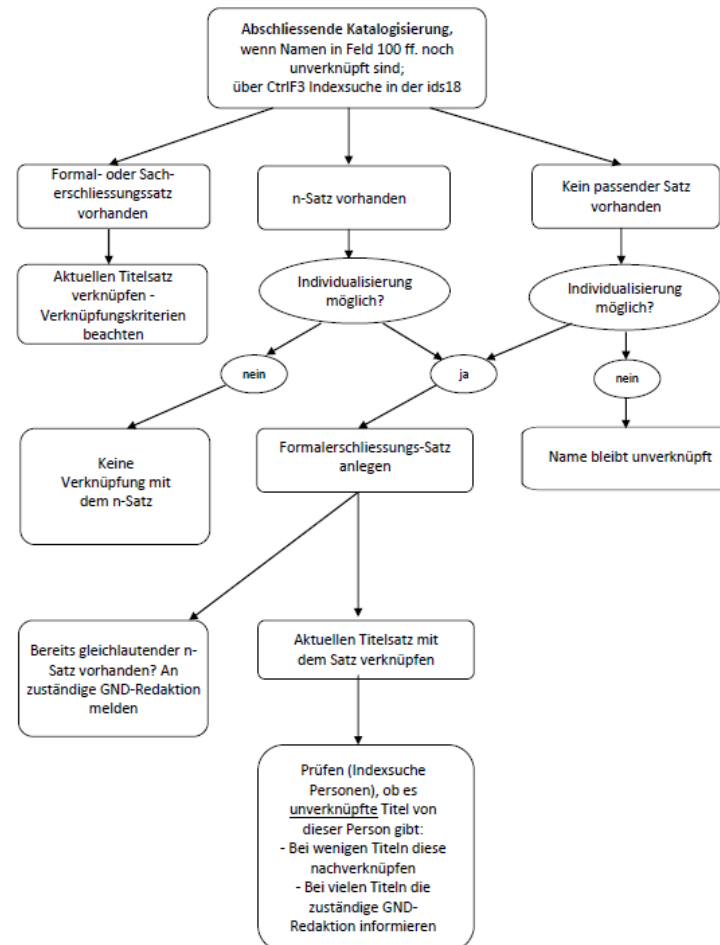 Abschliessende Katalogisierung,
wenn Namen in Feld 100 ff. noch
unverknüpft sind;
über CtrlF3 Indexsuche in der ids18
Formal- oder Sach-
erschliessungssatz
vorhanden
n-Satz vorhanden
Kein passender Satz
vorhanden
Aktuellen Titelsatz
verknüpfen -
Verknüpfungskriterien
beachten
Individualisierung
möglich?
Individualisierung
möglich?
nein
ja
nein
Keine
Verknüpfung mit
dem n-Satz
Formalerschliessungs-Satz
anlegen
Name bleibt unverknüpft
Bereits gleichlautender n-
Satz vorhanden? An
zuständige GND-Redaktion
melden
Aktuellen Titelsatz mit
dem Satz verknüpfen
Prüfen (Indexsuche
Personen), ob es
unverknüpfte Titel von
dieser Person gibt:
- Bei wenigen Titeln diese
nachverknüpfen
- Bei vielen Titeln die
zuständige GND-
Redaktion informieren